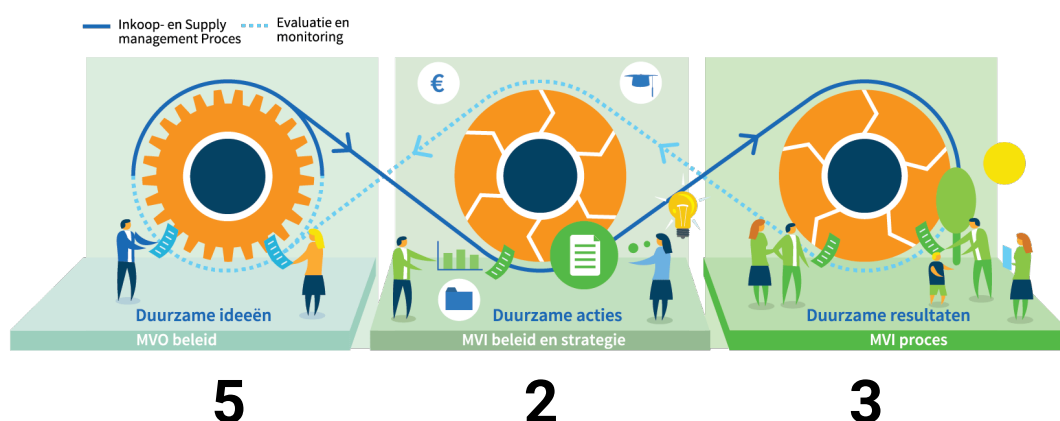 Inkoop- en Supply
management Proces
Evaluatie en
monitoring
€
Duurzame ideeën
Duurzame acties
Duurzame resultaten
MVO beleid
MVI beleid en strategie
MVI proces
5
2
3